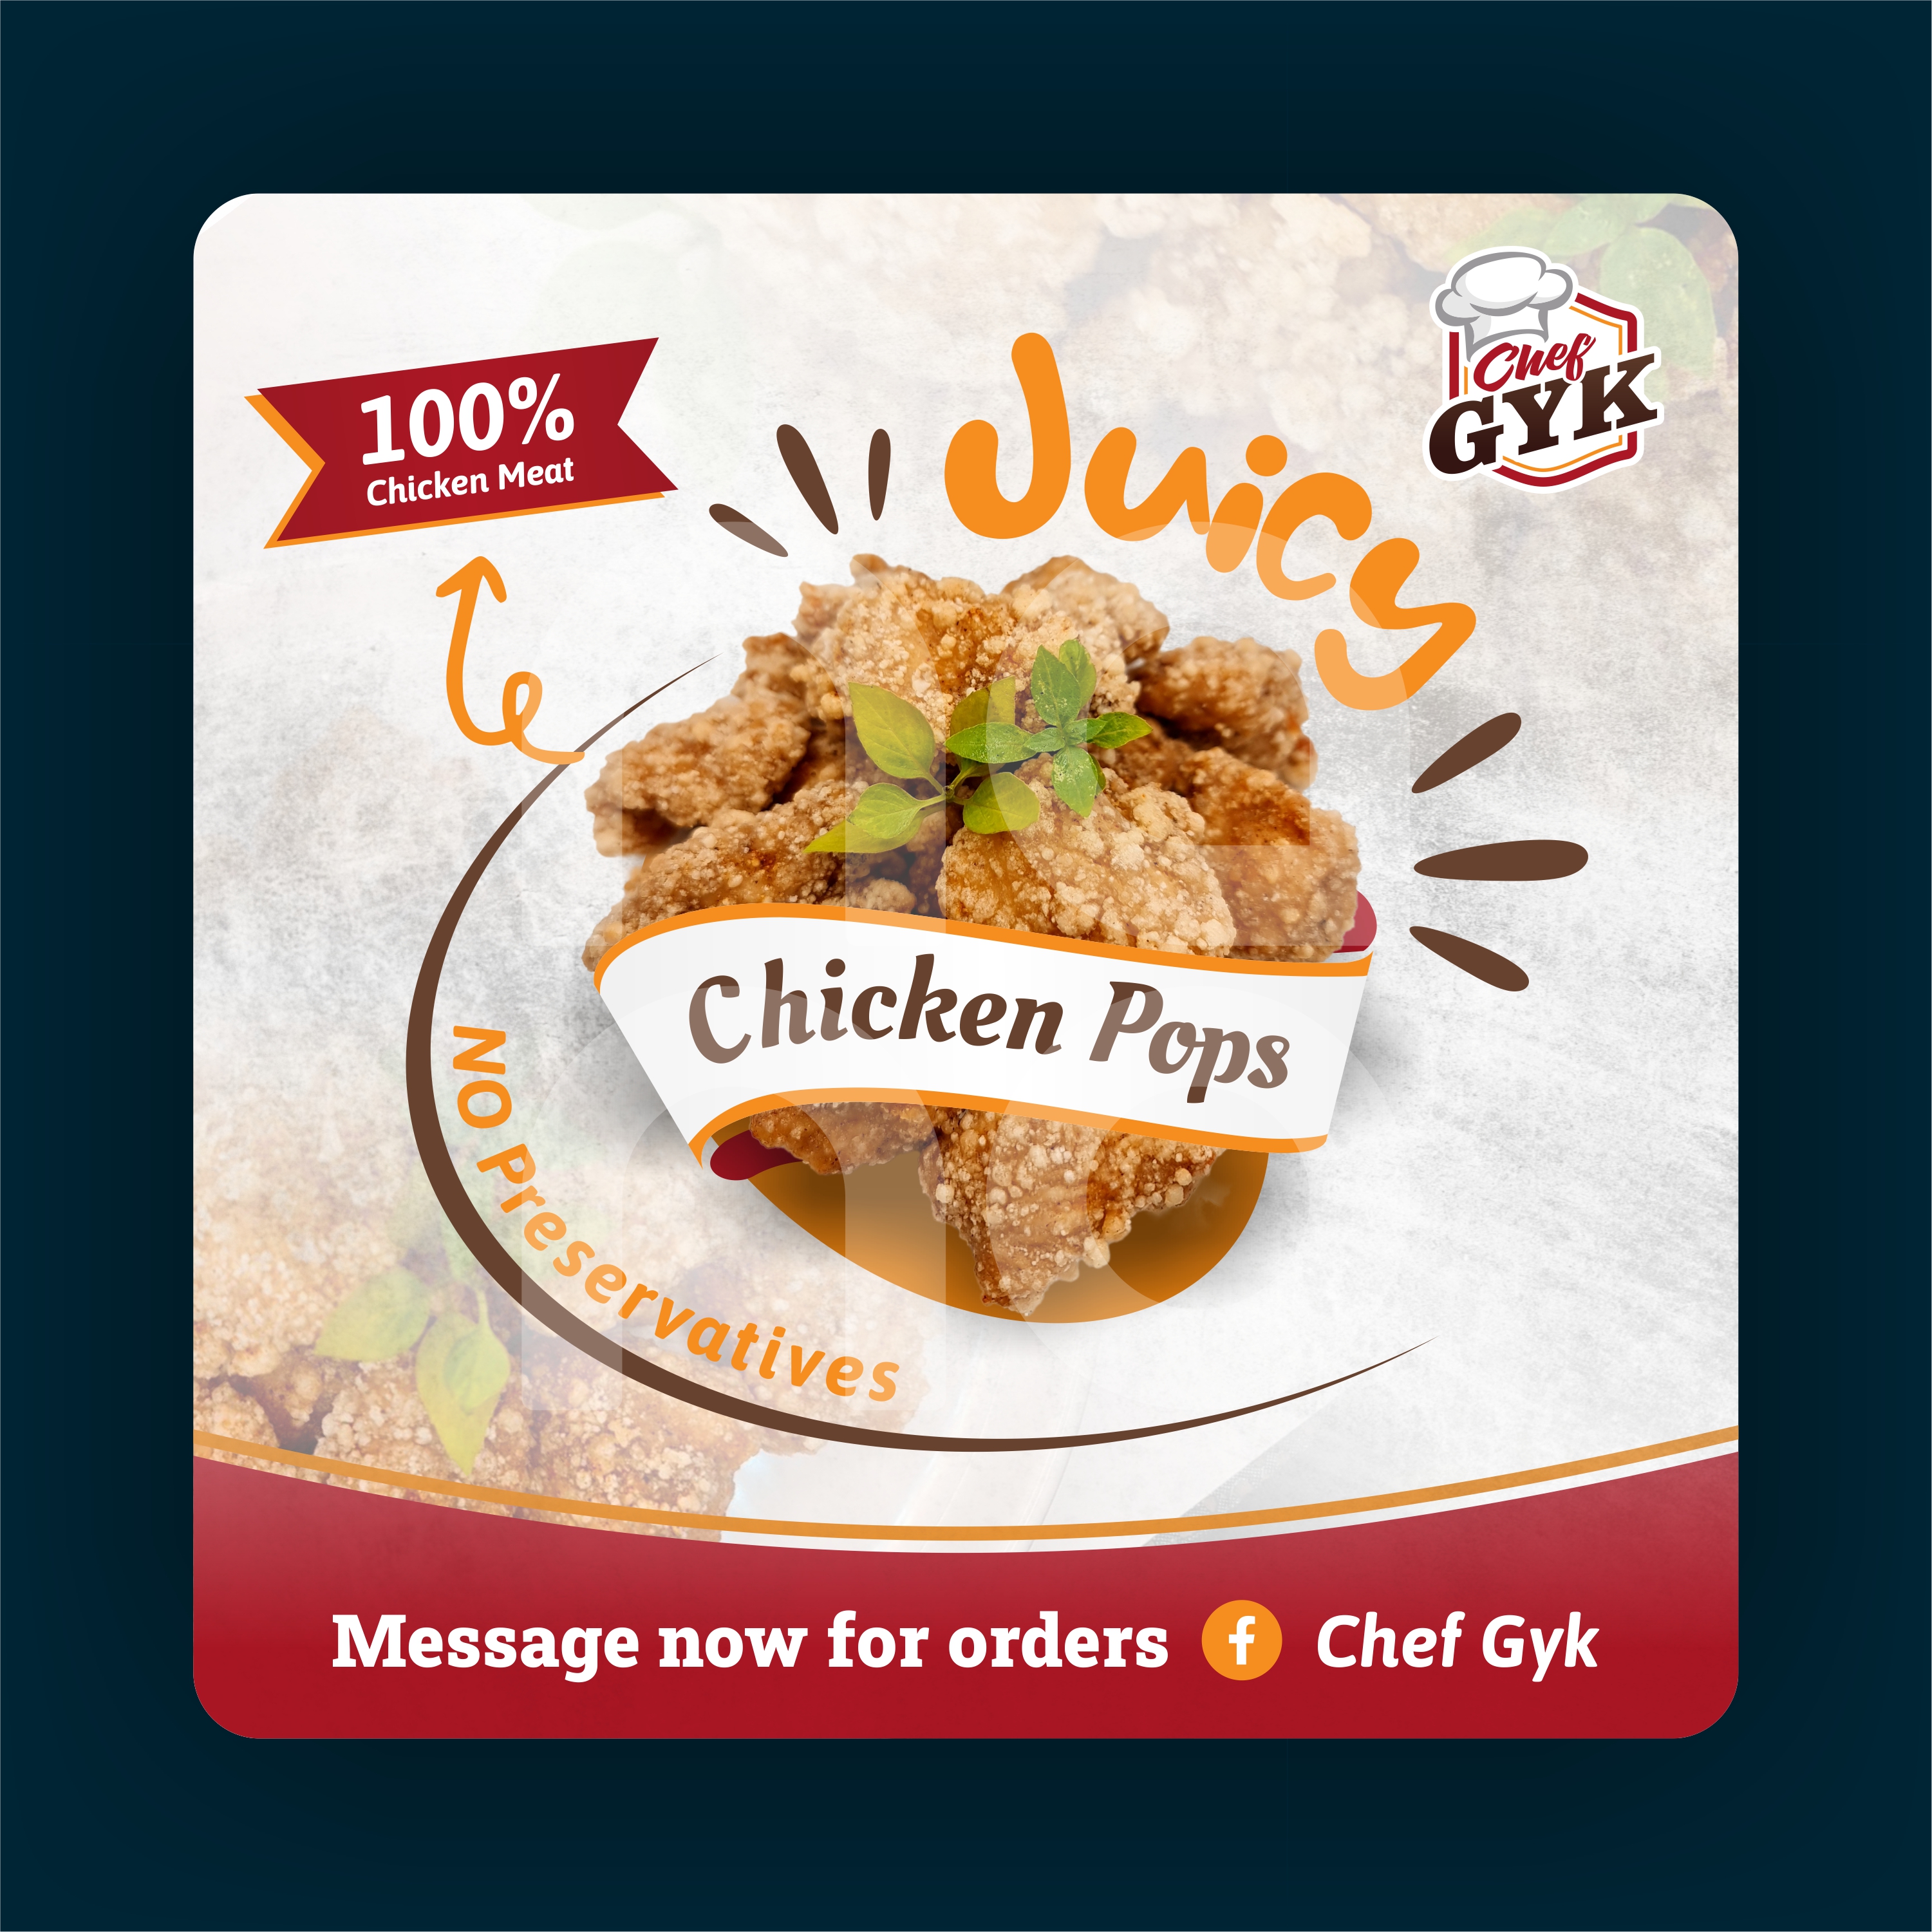 Chef
GYK
100%
Chicken Meat
Juicy
Chicken Pops
NO Preservatives
Message now for orders f Chef Gyk